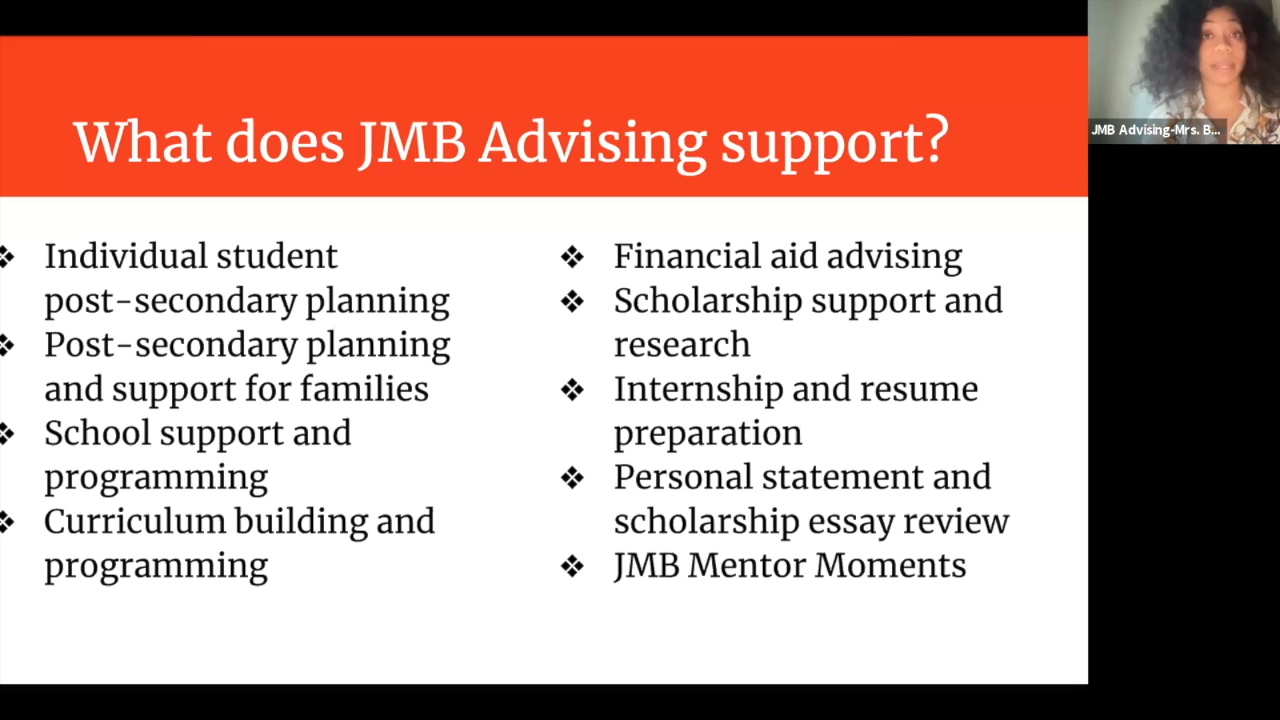 What does JMB Advising support?
❖ Individual student
post-secondary planning
❖ Post-secondary planning
and support for families
❖ School support and
programming
❖ Curriculum building and
programming
❖ Financial aid advising
❖ Scholarship support and
research
❖ Internship and resume
preparation
❖ Personal statement and
scholarship essay review
❖ JMB Mentor Moments
JMB Advising-Mrs. B...